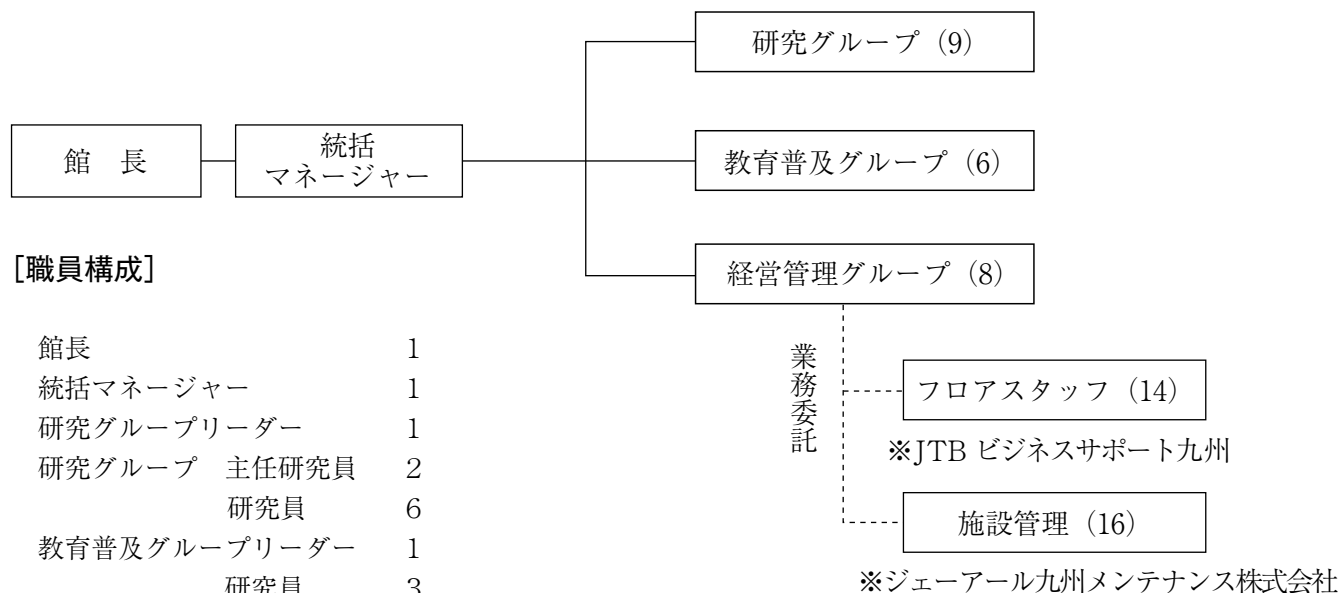 研究グループ（9）
館　長
統括
マネージャー
教育普及グループ（6）
経営管理グループ（8）
業務委託
フロアスタッフ（14）
※JTB ビジネスサポート九州
施設管理（16）
※ジェーアール九州メンテナンス株式会社
［職員構成］
館長　1
統括マネージャー　1
研究グループリーダー　1
研究グループ　主任研究員　2
研究員　6
教育普及グループリーダー　1
研究員　3